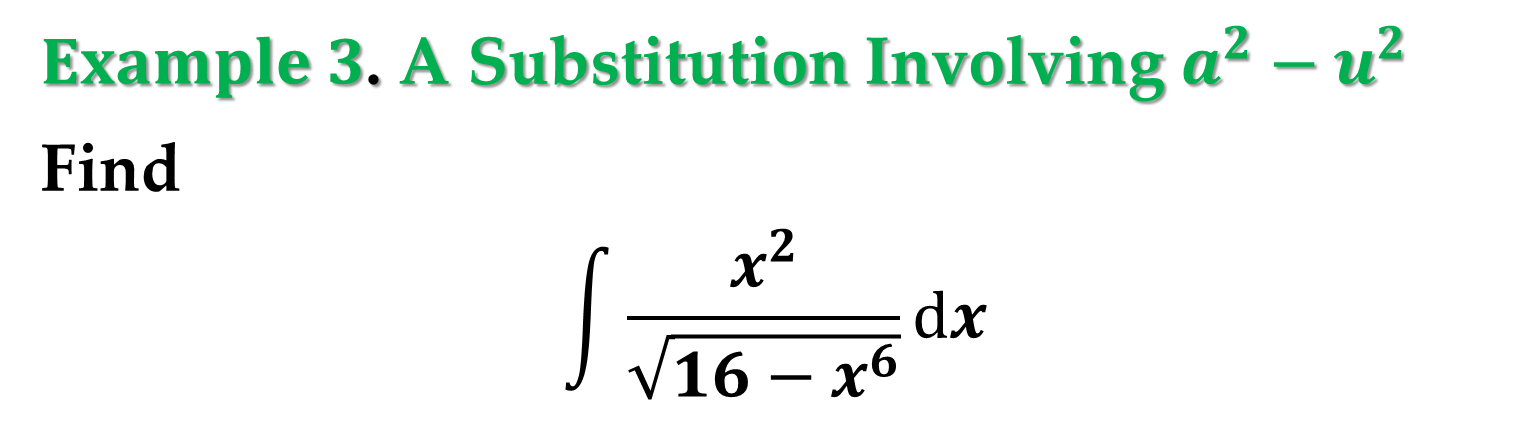 Example 3. A Substitution Involving a² − u²
Find
∫ x² / √(16 − x⁶) dx